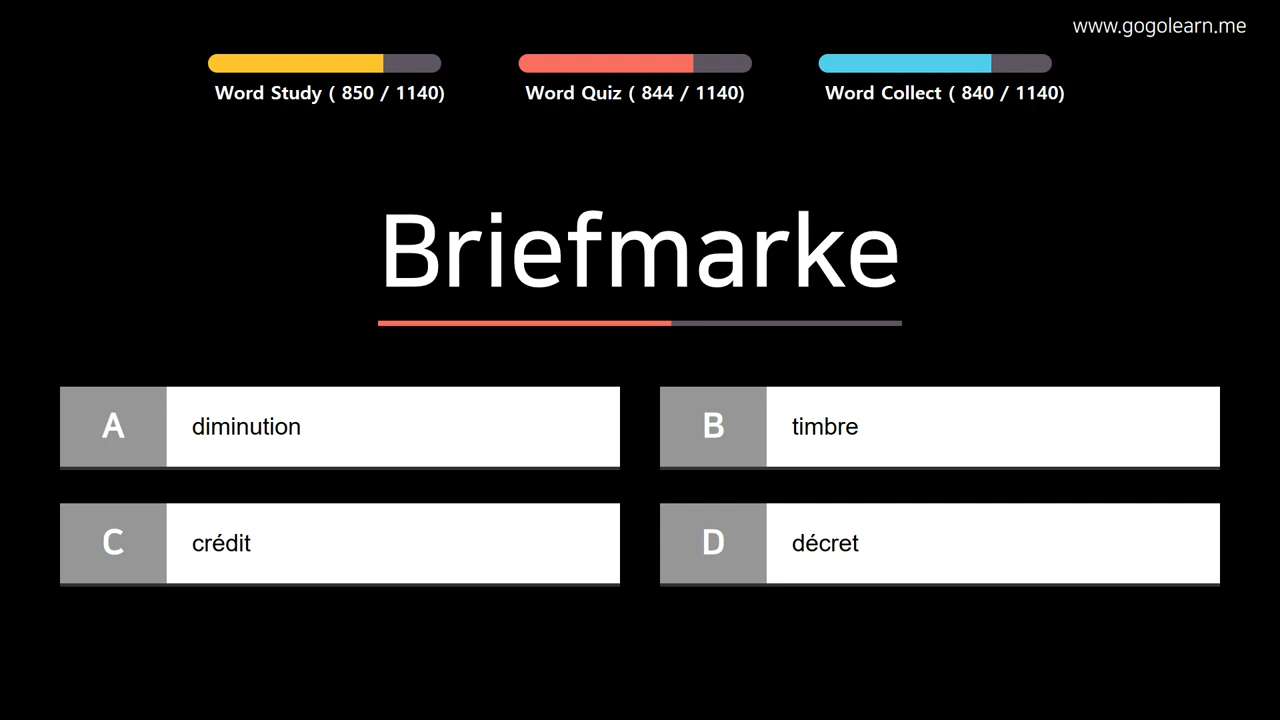 www.gogolearn.me
Word Study ( 850 / 1140)
Word Quiz ( 844 / 1140)
Word Collect ( 840 / 1140)
Briefmarke
A diminution
B timbre
C crédit
D décret